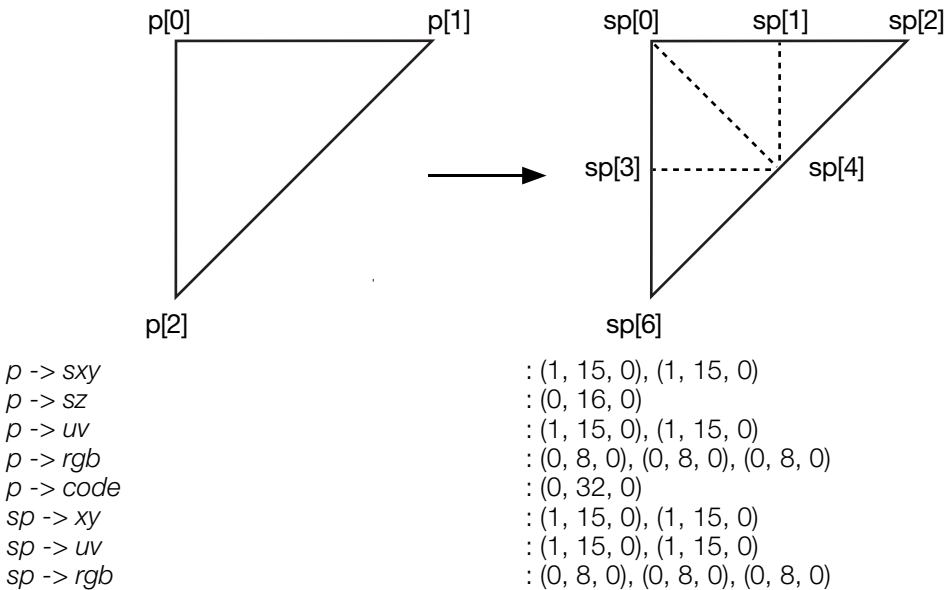 p[0] p[1] sp[0] sp[1] sp[2]
sp[3] sp[4]
p[2] sp[6]
p -> sxy : (1, 15, 0), (1, 15, 0)
p -> sz : (0, 16, 0)
p -> uv : (1, 15, 0), (1, 15, 0)
p -> rgb : (0, 8, 0), (0, 8, 0), (0, 8, 0)
p -> code : (0, 32, 0)
sp -> xy : (1, 15, 0), (1, 15, 0)
sp -> uv : (1, 15, 0), (1, 15, 0)
sp -> rgb : (0, 8, 0), (0, 8, 0), (0, 8, 0)